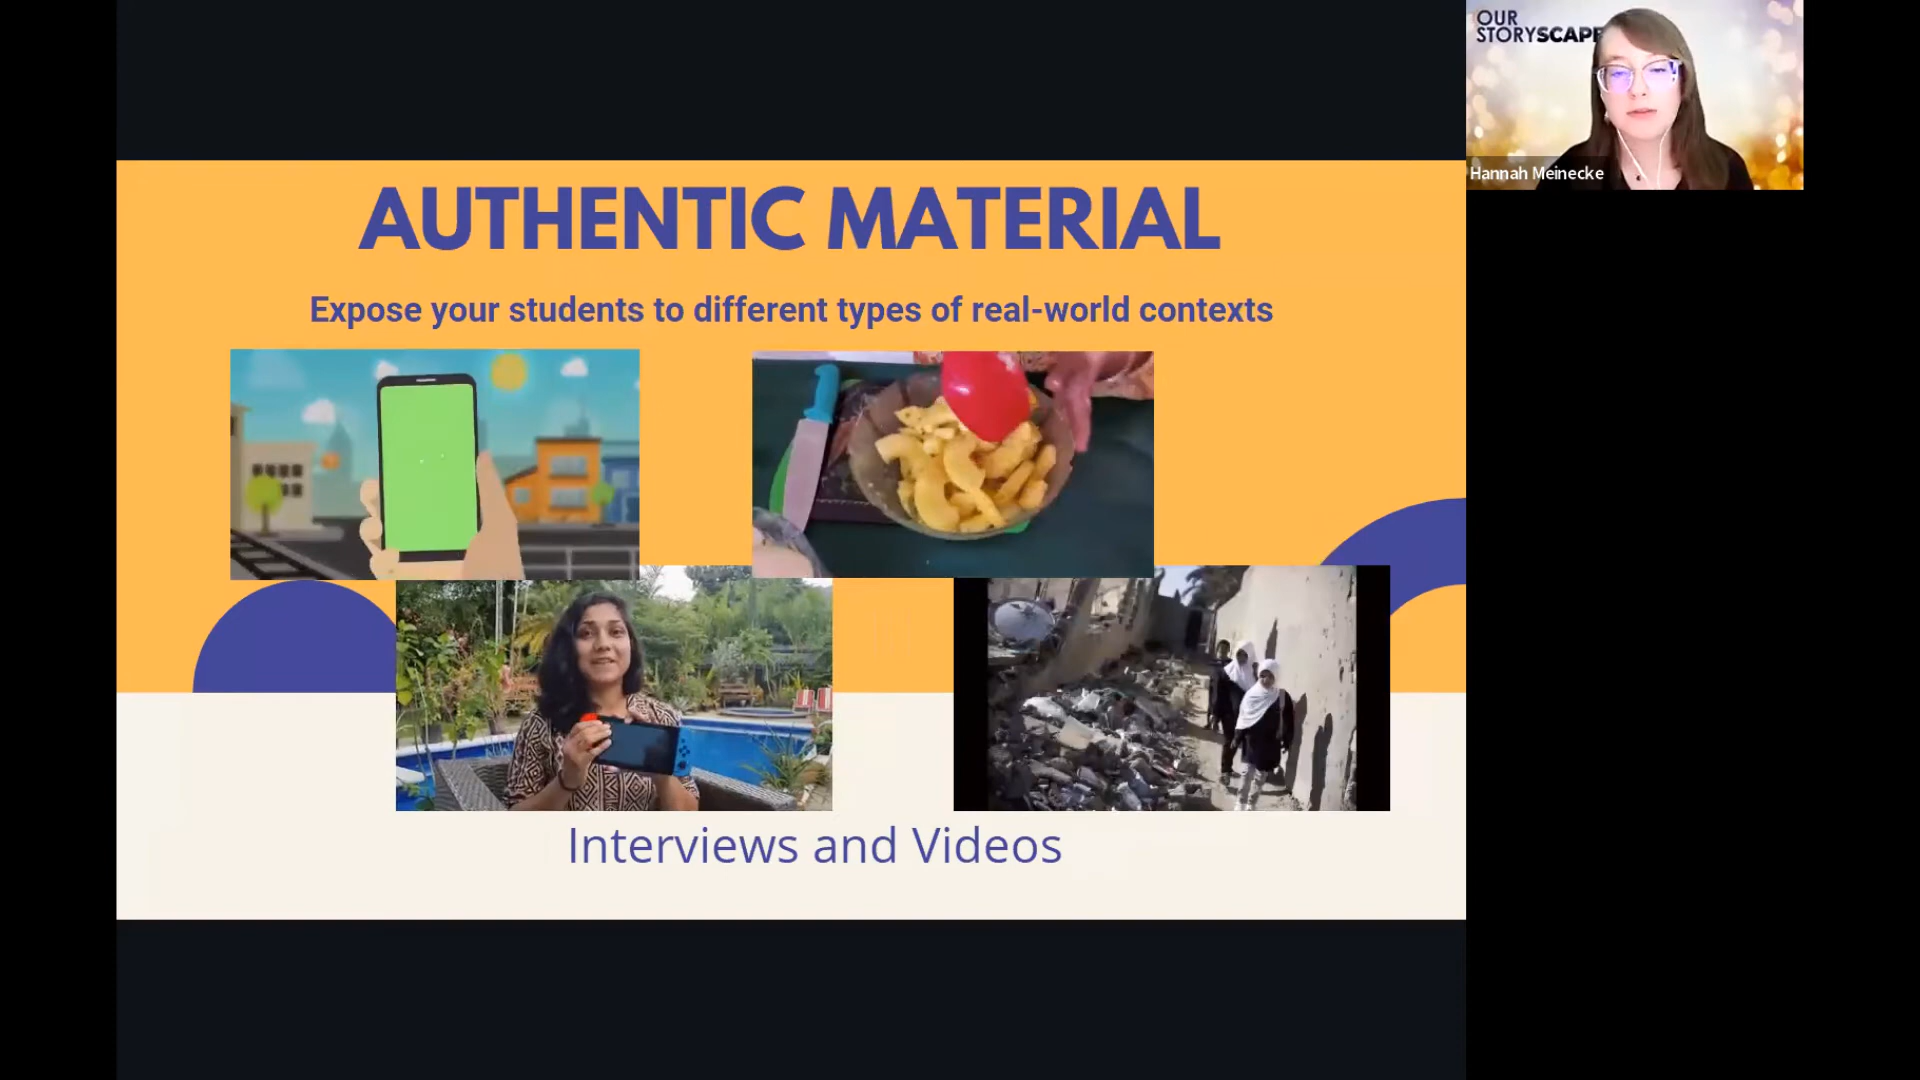 AUTHENTIC MATERIAL
Expose your students to different types of real-world contexts
Interviews and Videos
OUR
STORYSCAPE
Hannah Meinecke